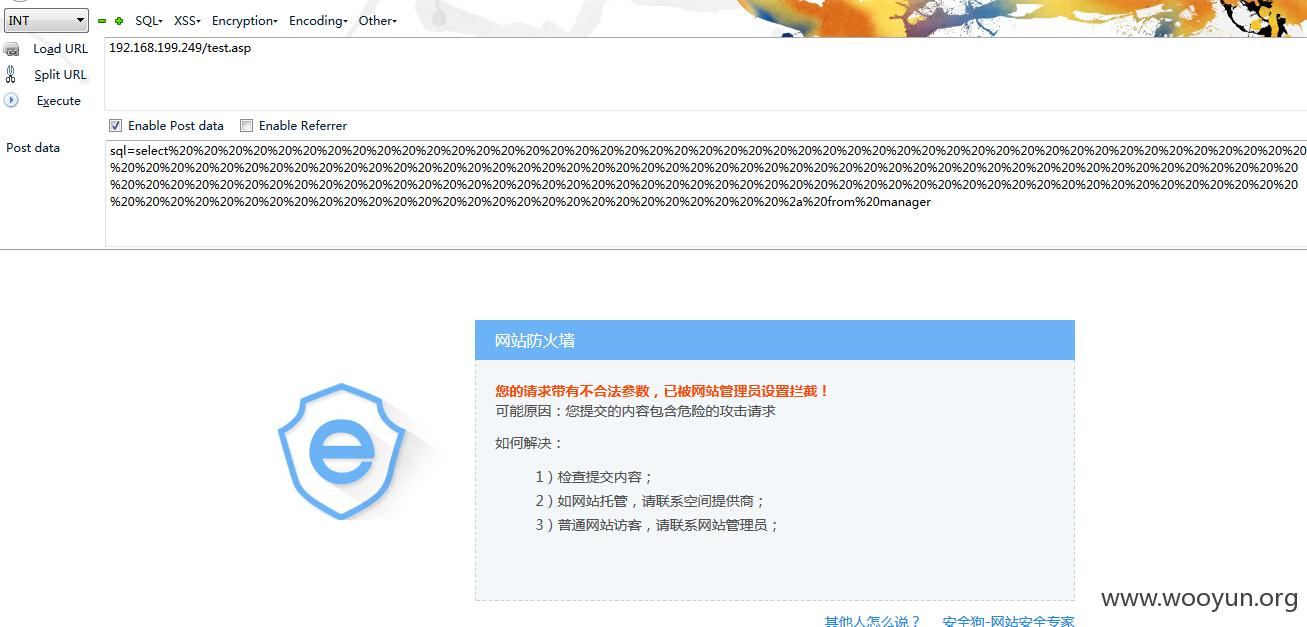 INT
SQL
XSS
Encryption
Encoding
Other
Load URL
192.168.199.249/test.asp
Split URL
Execute
Enable Post data
Enable Referrer
Post data
sql=select%20%20%20%20%20%20%20%20%20%20%20%20%20%20%20%20%20%20%20%20%20%20%20%20%20%20%20%20%20%20%20%20%20%20%20%20%20%20%20%20%20%20%20%20%20%20
%20%20%20%20%20%20%20%20%20%20%20%20%20%20%20%20%20%20%20%20%20%20%20%20%20%20%20%20%20%20%20%20%20%20%20%20%20%20%20%20%20%20%20%20%20%20%20%20
%20%20%20%20%20%20%20%20%20%20%20%20%20%20%20%20%20%20%20%20%20%20%20%20%20%20%20%20%20%20%20%20%20%20%20%20%20%20%20%20%20%20%20%20%20%20%20%20
%20%20%20%20%20%20%20%20%20%20%20%20%20%20%20%20%20%20%20%20%20%20%20%20%20%20%20%2a%20from%20manager
网站防火墙
您的请求带有不合法参数，已被网站管理员设置拦截！
可能原因：您提交的内容包含危险的攻击请求
如何解决：
1）检查提交内容；
2）如网站托管，请联系空间提供商；
3）普通网站访客，请联系网站管理员；
www.wooyun.org
其他人怎么说？
安全狗-网站安全专家